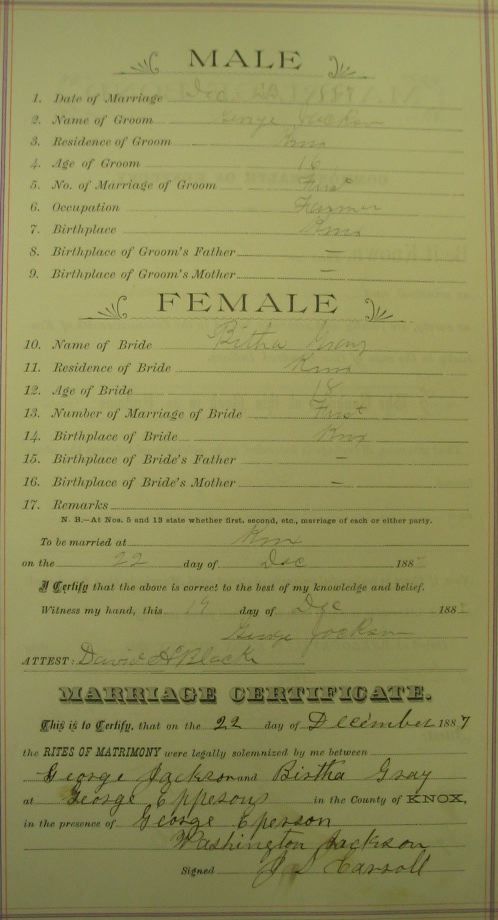 MALE
1. Date of Marriage Dec 22
2. Name of Groom George Jackson
3. Residence of Groom Knox
4. Age of Groom 16
5. No. of Marriage of Groom First
6. Occupation Farmer
7. Birthplace Knox
8. Birthplace of Groom's Father —
9. Birthplace of Groom's Mother —
FEMALE
10. Name of Bride Birtha Gray
11. Residence of Bride Knox
12. Age of Bride 18
13. Number of Marriage of Bride First
14. Birthplace of Bride Knox
15. Birthplace of Bride's Father —
16. Birthplace of Bride's Mother —
17. Remarks
N. B.—At Nos. 5 and 13 state whether first, second, etc., marriage of each or either party.
To be married at Knox
on the 22 day of Dec 188
I Certify that the above is correct to the best of my knowledge and belief.
Witness my hand, this 19 day of Dec 188
George Jackson
ATTEST: David H Black
MARRIAGE CERTIFICATE.
This is to Certify, that on the 22 day of December 1887
the RITES OF MATRIMONY were legally solemnized by me between
George Jackson and Birtha Gray
at George Eppesons in the County of KNOX,
in the presence of George Eperson
Washington Jackson
Signed J S Carroll